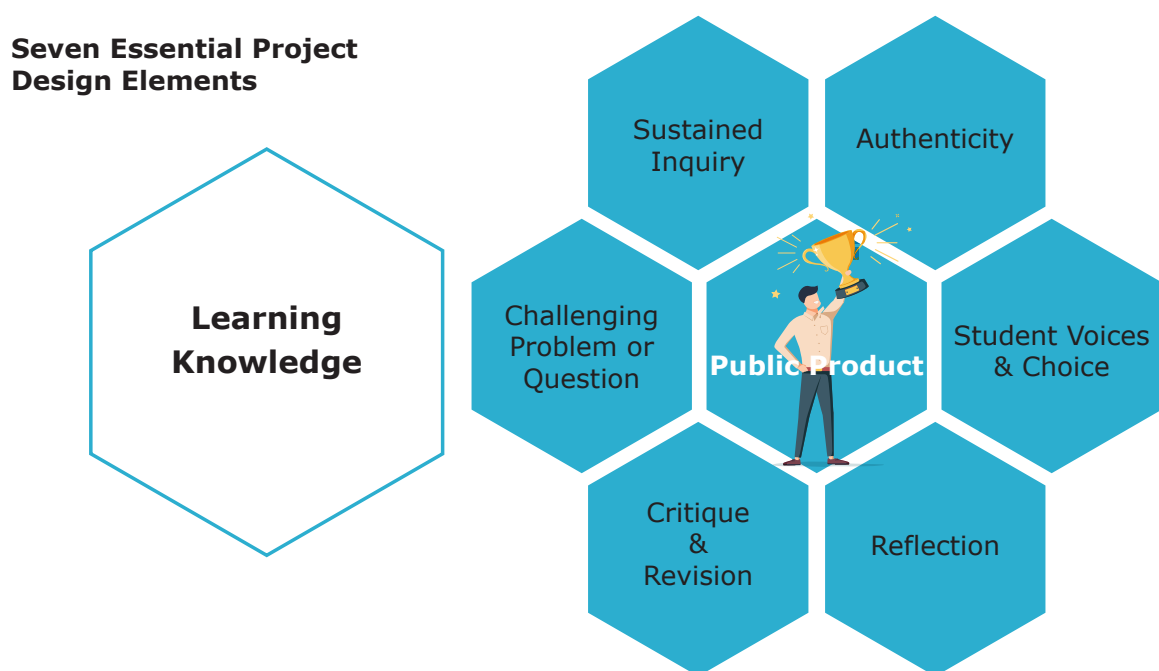 Seven Essential Project
Design Elements
Learning
Knowledge
Sustained
Inquiry
Authenticity
Challenging
Problem or
Question
Public Product
Student Voices
& Choice
Critique
&
Revision
Reflection